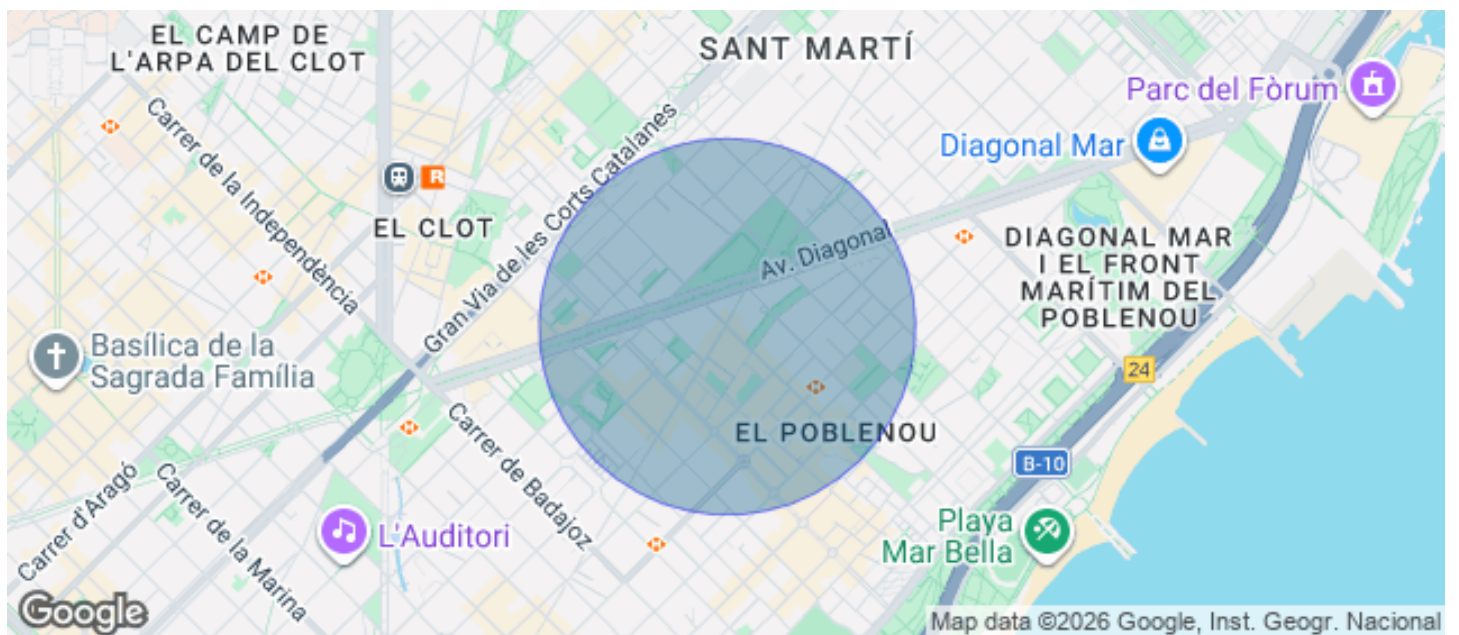 EL CAMP DE
L'ARPA DEL CLOT
SANT MARTÍ
Parc del Fòrum
Diagonal Mar
Carrer de la Independència
R
EL CLOT
Gran Via de les Corts Catalanes
Av. Diagonal
DIAGONAL MAR
I EL FRONT
MARÍTIM DEL
POBLENOU
Basílica de la
Sagrada Família
24
EL POBLENOU
Carrer de Badajoz
B-10
Carrer d'Aragó
Carrer de la Marina
L'Auditori
Playa
Mar Bella
Google
Map data ©2026 Google, Inst. Geogr. Nacional